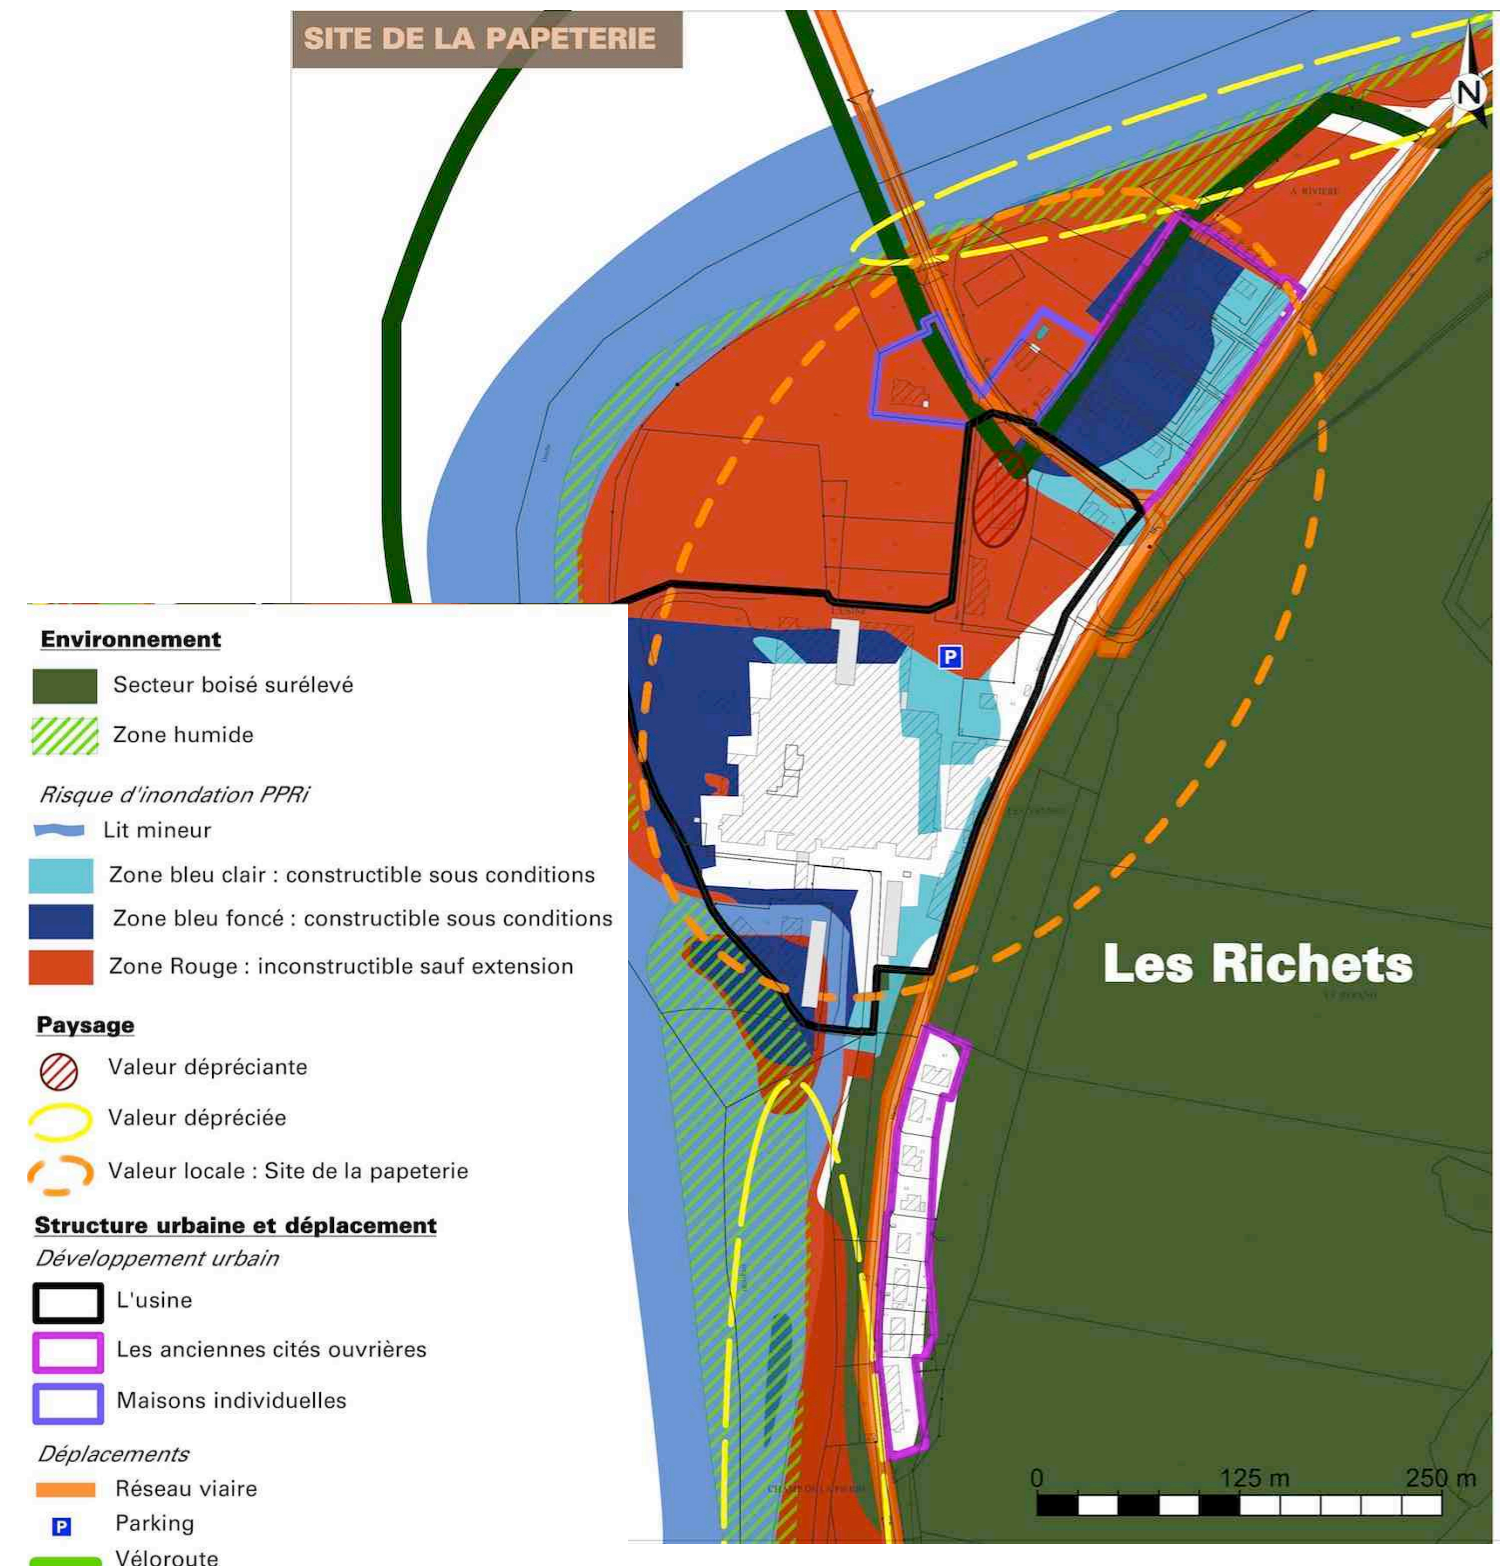 SITE DE LA PAPETERIE
N
A RIVIERE
P
Environnement
Secteur boisé surélevé
Zone humide
Risque d'inondation PPRi
Lit mineur
Zone bleu clair : constructible sous conditions
Zone bleu foncé : constructible sous conditions
Zone Rouge : inconstructible sauf extension
Les Richets
Paysage
Valeur dépréciante
Valeur dépréciée
Valeur locale : Site de la papeterie
Structure urbaine et déplacement
Développement urbain
L'usine
Les anciennes cités ouvrières
Maisons individuelles
Déplacements
Réseau viaire
P Parking
Véloroute
0 125 m 250 m